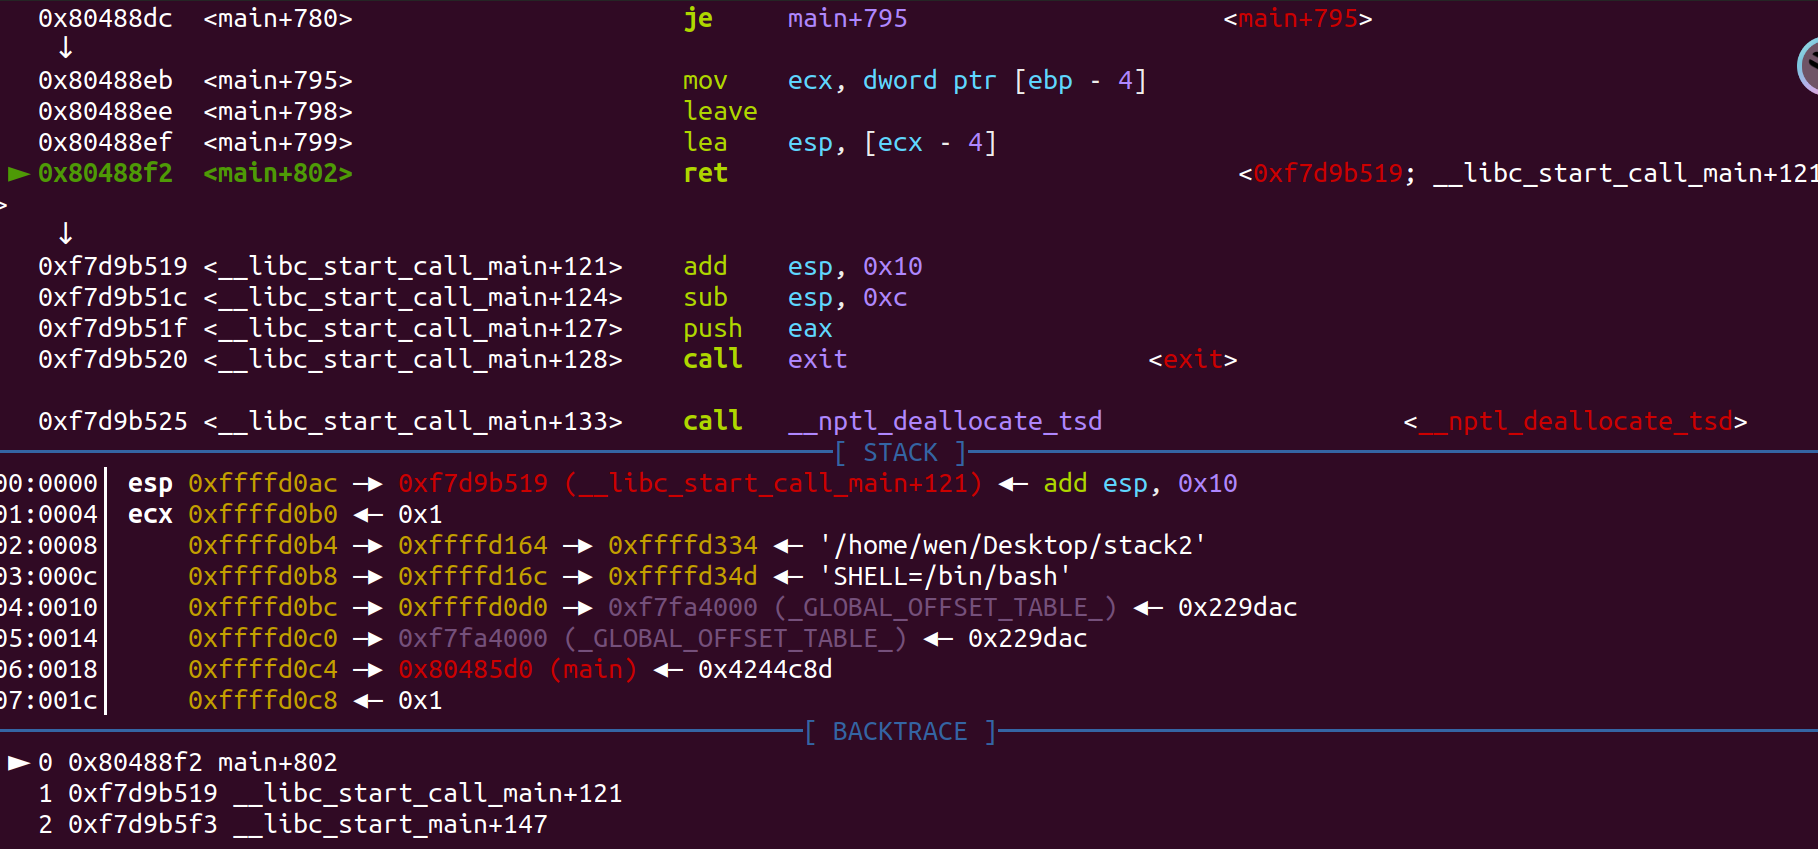 0x80488dc <main+780> je main+795 <main+795>
↓
0x80488eb <main+795> mov ecx, dword ptr [ebp - 4]
0x80488ee <main+798> leave
0x80488ef <main+799> lea esp, [ecx - 4]
► 0x80488f2 <main+802> ret <0xf7d9b519; __libc_start_call_main+121
>
↓
0xf7d9b519 <__libc_start_call_main+121> add esp, 0x10
0xf7d9b51c <__libc_start_call_main+124> sub esp, 0xc
0xf7d9b51f <__libc_start_call_main+127> push eax
0xf7d9b520 <__libc_start_call_main+128> call exit <exit>
0xf7d9b525 <__libc_start_call_main+133> call __nptl_deallocate_tsd <__nptl_deallocate_tsd>
[ STACK ]
00:0000│ esp 0xffffd0ac —► 0xf7d9b519 (__libc_start_call_main+121) ◄— add esp, 0x10
01:0004│ ecx 0xffffd0b0 ◄— 0x1
02:0008│ 0xffffd0b4 —► 0xffffd164 —► 0xffffd334 ◄— '/home/wen/Desktop/stack2'
03:000c│ 0xffffd0b8 —► 0xffffd16c —► 0xffffd34d ◄— 'SHELL=/bin/bash'
04:0010│ 0xffffd0bc —► 0xffffd0d0 —► 0xf7fa4000 (_GLOBAL_OFFSET_TABLE_) ◄— 0x229dac
05:0014│ 0xffffd0c0 —► 0xf7fa4000 (_GLOBAL_OFFSET_TABLE_) ◄— 0x229dac
06:0018│ 0xffffd0c4 —► 0x80485d0 (main) ◄— 0x4244c8d
07:001c│ 0xffffd0c8 ◄— 0x1
[ BACKTRACE ]
► 0 0x80488f2 main+802
1 0xf7d9b519 __libc_start_call_main+121
2 0xf7d9b5f3 __libc_start_main+147